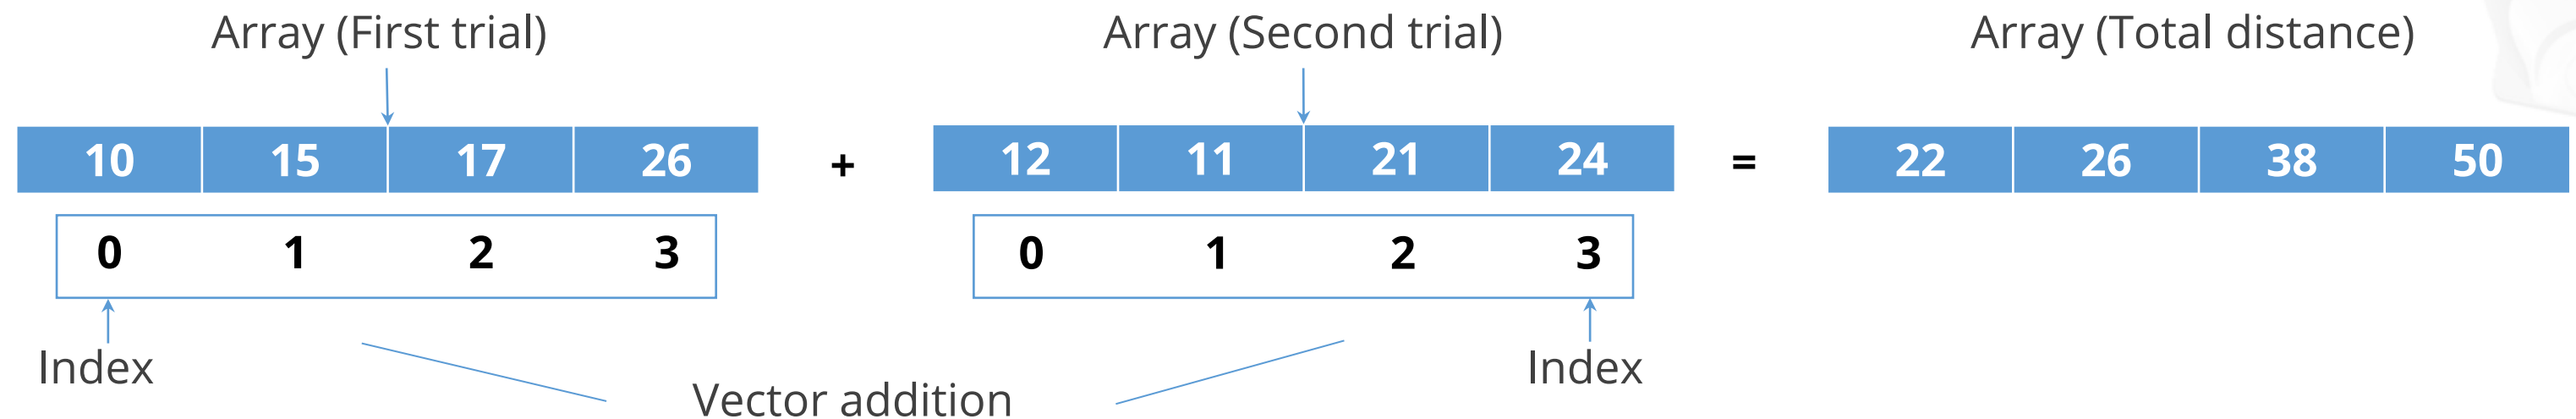 Array (First trial) Array (Second trial) Array (Total distance)
10 15 17 26 + 12 11 21 24 = 22 26 38 50
0 1 2 3 0 1 2 3
Index Index
Vector addition